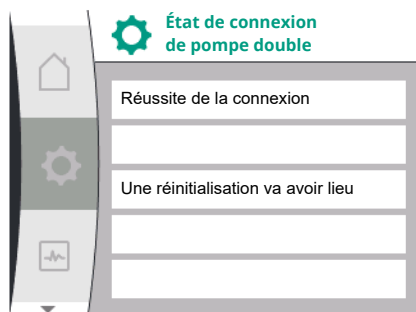 État de connexion
de pompe double
Réussite de la connexion
Une réinitialisation va avoir lieu